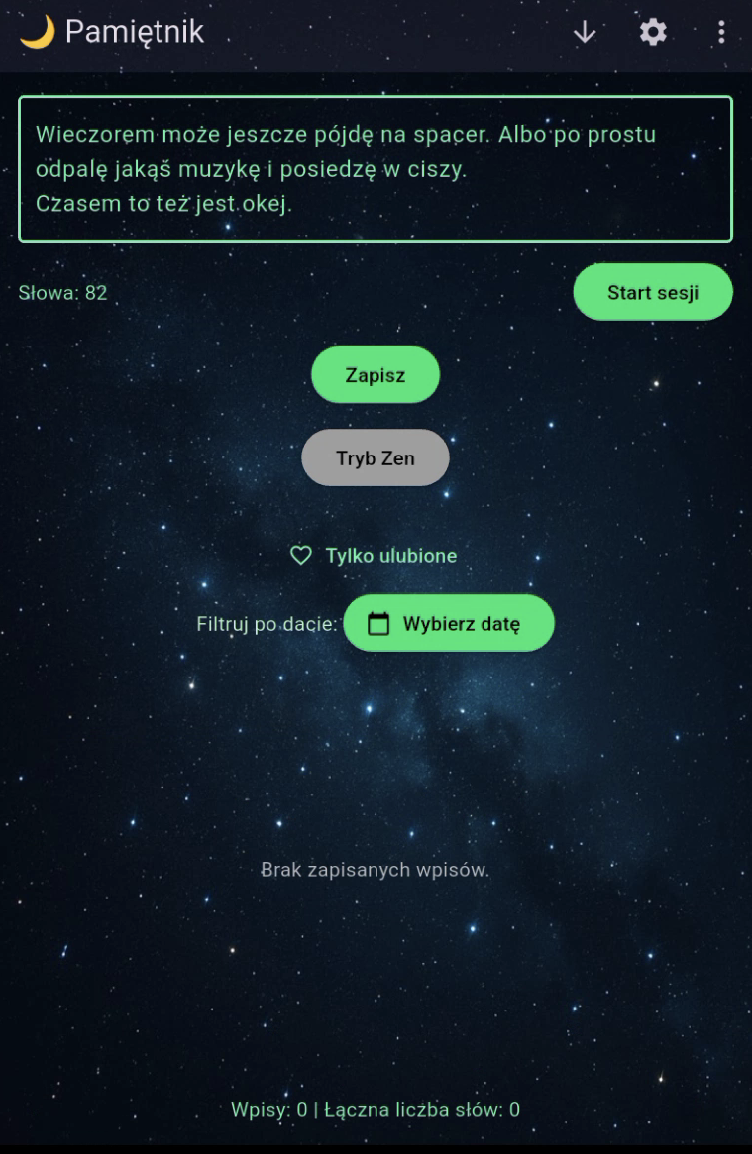 🌙 Pamiętnik
Wieczorem może jeszcze pójdę na spacer. Albo po prostu
odpalę jakąś muzykę i posiedzę w ciszy.
Czasem to też jest okej.
Słowa: 82
Start sesji
Zapisz
Tryb Zen
Tylko ulubione
Filtruj po dacie: Wybierz datę
Brak zapisanych wpisów.
Wpisy: 0 | Łączna liczba słów: 0